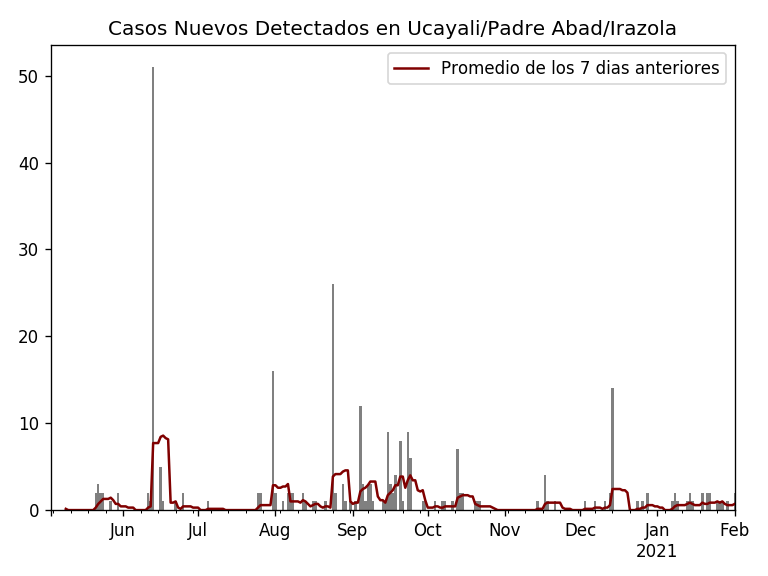 Casos Nuevos Detectados en Ucayali/Padre Abad/Irazola
Promedio de los 7 dias anteriores
50
40
30
20
10
0
Jun Jul Aug Sep Oct Nov Dec Jan Feb
2021